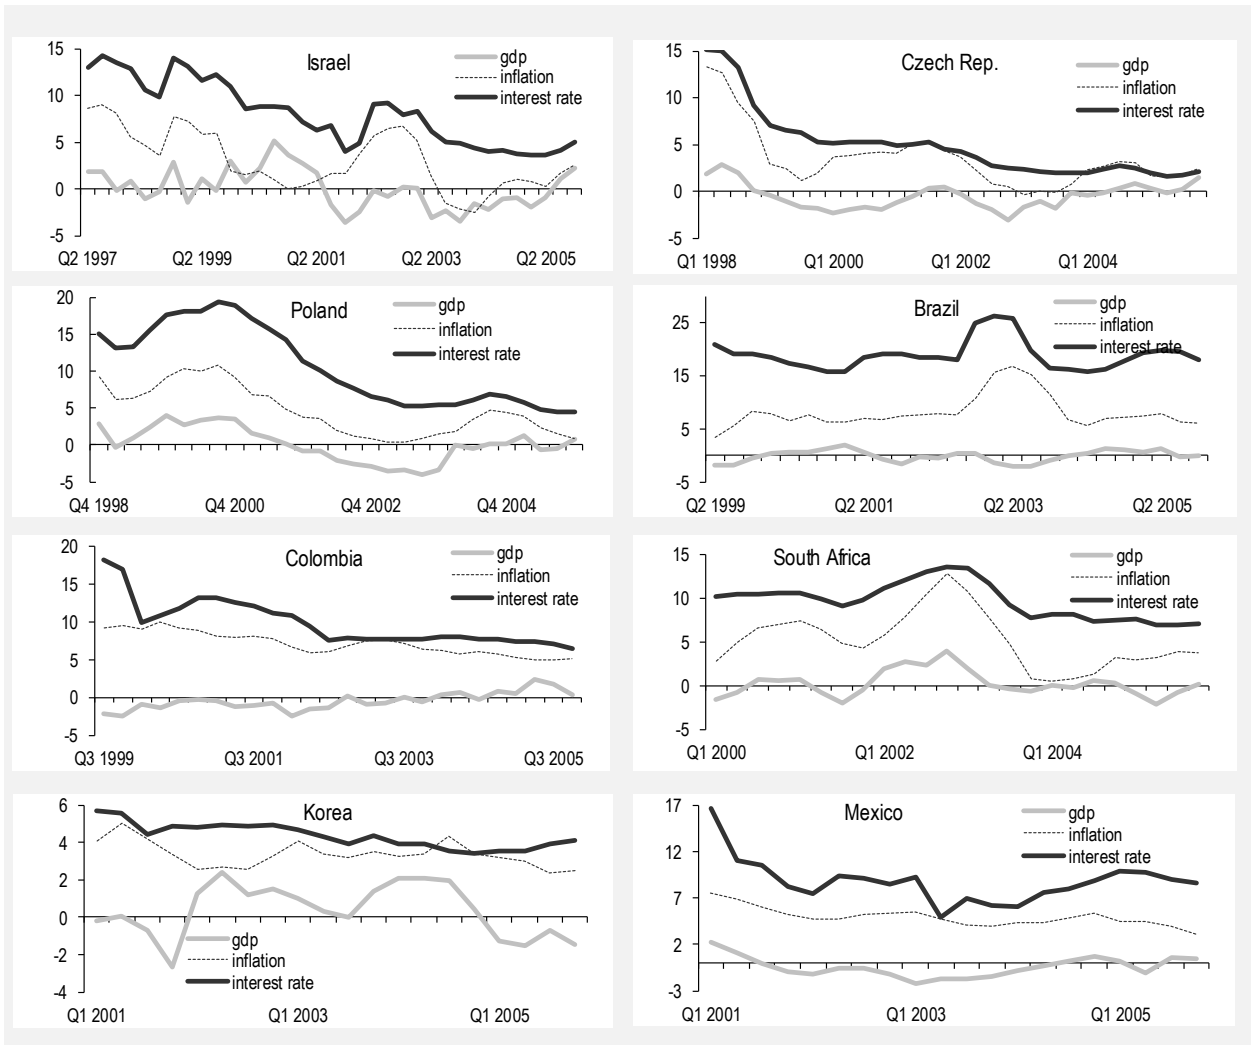 Israel
gdp
inflation
interest rate
15
10
5
0
-5
Q2 1997 Q2 1999 Q2 2001 Q2 2003 Q2 2005
Czech Rep.
gdp
inflation
interest rate
15
10
5
0
-5
Q1 1998 Q1 2000 Q1 2002 Q1 2004
Poland
gdp
inflation
interest rate
20
15
10
5
0
-5
Q4 1998 Q4 2000 Q4 2002 Q4 2004
Brazil
gdp
inflation
interest rate
25
15
5
-5
Q2 1999 Q2 2001 Q2 2003 Q2 2005
Colombia
gdp
inflation
interest rate
20
15
10
5
0
-5
Q3 1999 Q3 2001 Q3 2003 Q3 2005
South Africa
gdp
inflation
interest rate
15
10
5
0
-5
Q1 2000 Q1 2002 Q1 2004
Korea
6
4
2
0
-2
-4
gdp
inflation
interest rate
Q1 2001 Q1 2003 Q1 2005
Mexico
gdp
inflation
interest rate
17
12
7
2
-3
Q1 2001 Q1 2003 Q1 2005